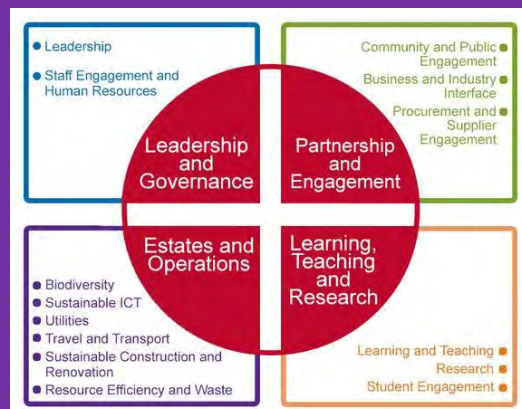 Leadership
Staff Engagement and
Human Resources
Community and Public
Engagement
Business and Industry
Interface
Procurement and
Supplier
Engagement
Leadership
and
Governance
Partnership
and
Engagement
Estates and
Operations
Learning,
Teaching
and
Research
Biodiversity
Sustainable ICT
Utilities
Travel and Transport
Sustainable Construction and
Renovation
Resource Efficiency and Waste
Learning and Teaching
Research
Student Engagement